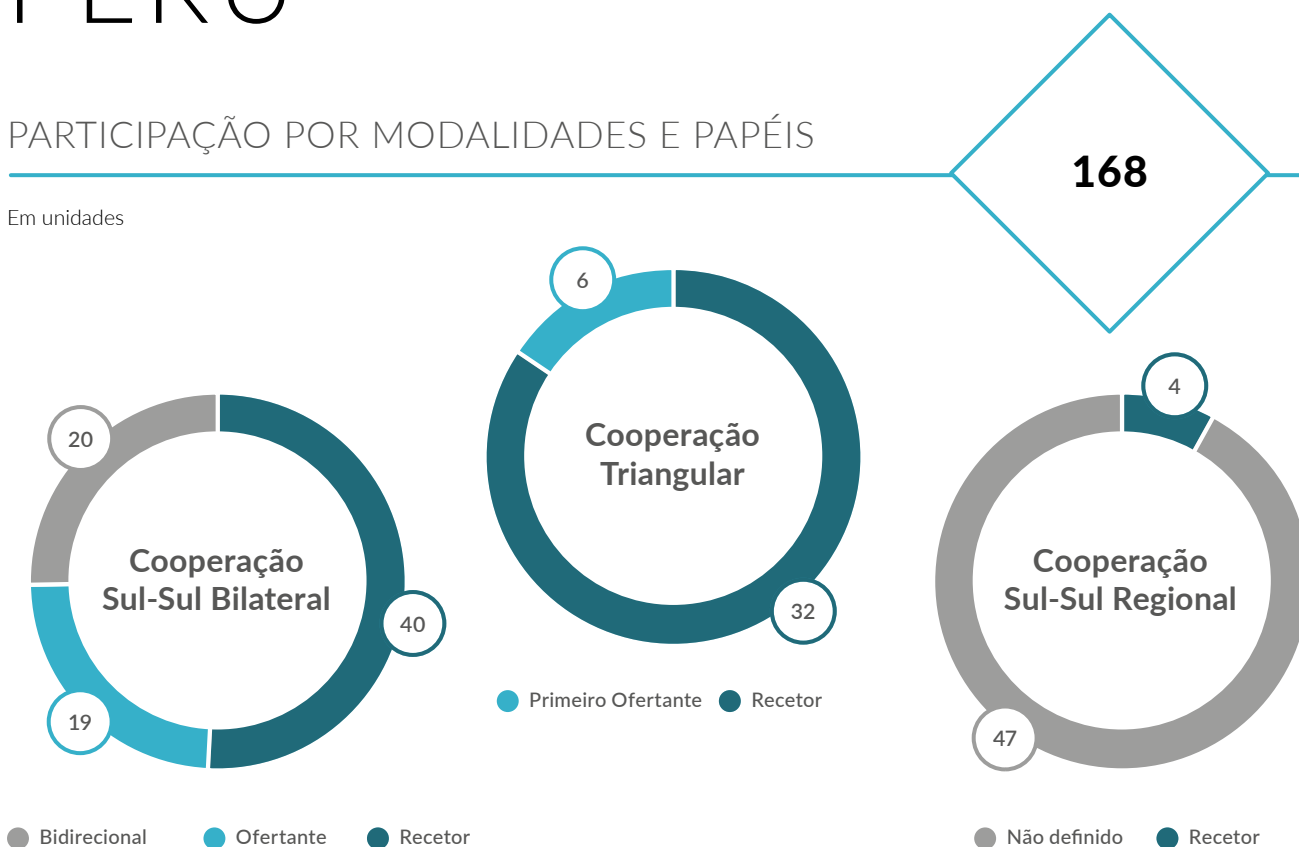 PERU
PARTICIPAÇÃO POR MODALIDADES E PAPÉIS
168
Em unidades
20
Cooperação
Sul-Sul Bilateral
40
19
Bidirecional
Ofertante
Recetor
6
Cooperação
Triangular
32
Primeiro Ofertante
Recetor
4
Cooperação
Sul-Sul Regional
47
Não definido
Recetor